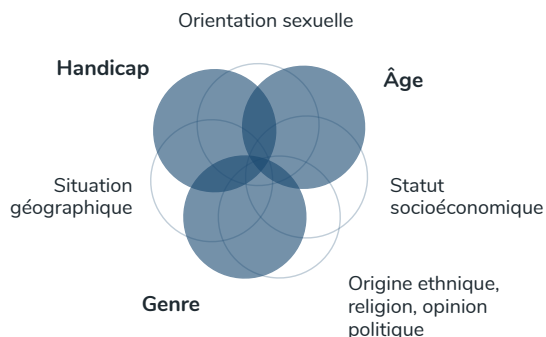 Orientation sexuelle
Handicap
Âge
Situation
géographique
Statut
socioéconomique
Genre
Origine ethnique,
religion, opinion
politique